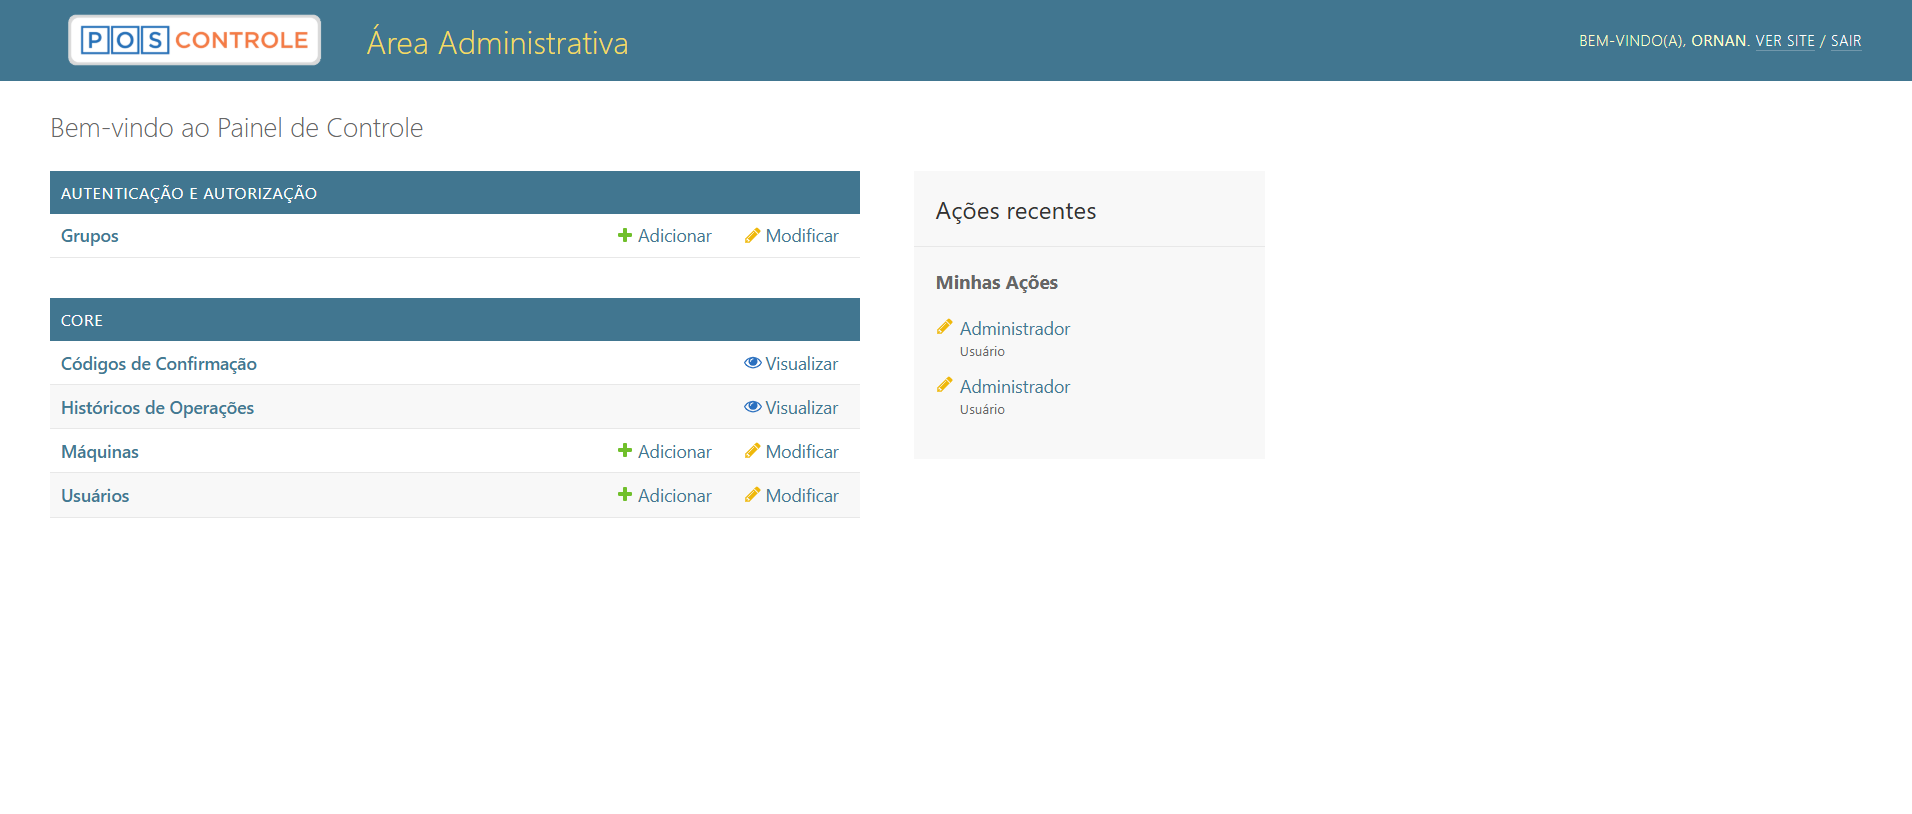 POS CONTROLE
Área Administrativa
BEM-VINDO(A), ORNAN. VER SITE / SAIR
Bem-vindo ao Painel de Controle
AUTENTICAÇÃO E AUTORIZAÇÃO
Grupos Adicionar Modificar
CORE
Códigos de Confirmação Visualizar
Históricos de Operações Visualizar
Máquinas Adicionar Modificar
Usuários Adicionar Modificar
Ações recentes
Minhas Ações
Administrador
Usuário
Administrador
Usuário